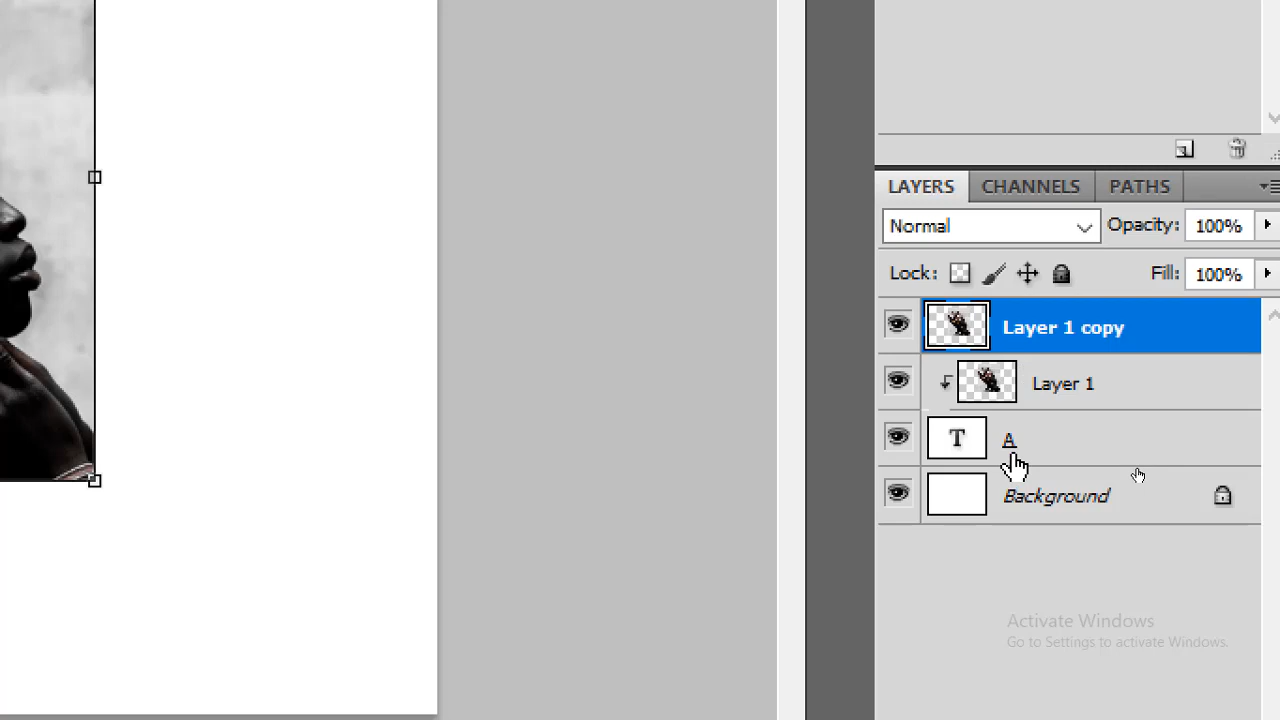 LAYERS CHANNELS PATHS
Normal Opacity: 100%
Lock: Fill: 100%
Layer 1 copy
Layer 1
T A
Background
Activate Windows
Go to Settings to activate Windows.